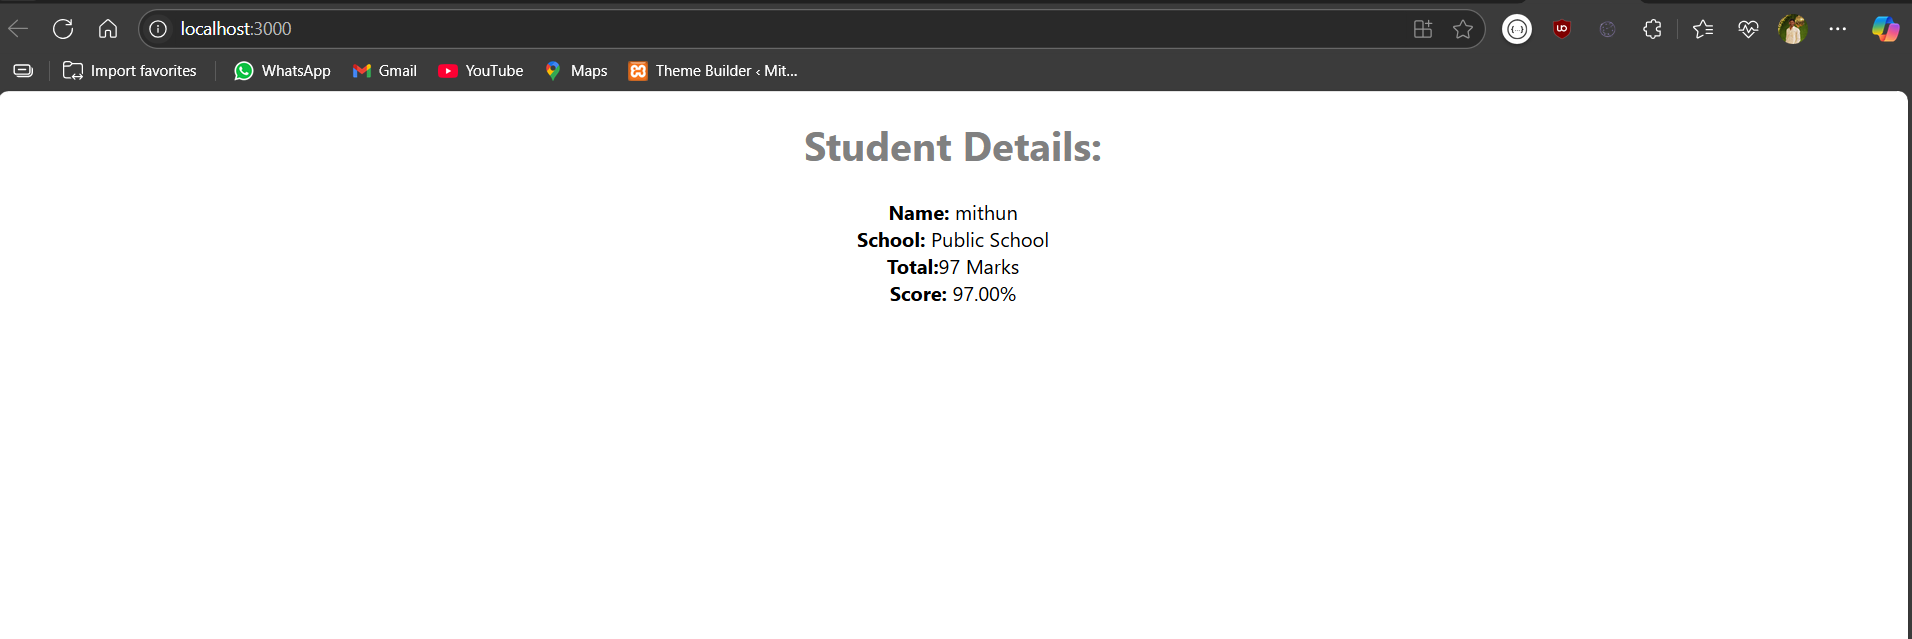 localhost:3000
Import favorites WhatsApp Gmail YouTube Maps Theme Builder ‹ Mit...
Student Details:
Name: mithun
School: Public School
Total:97 Marks
Score: 97.00%